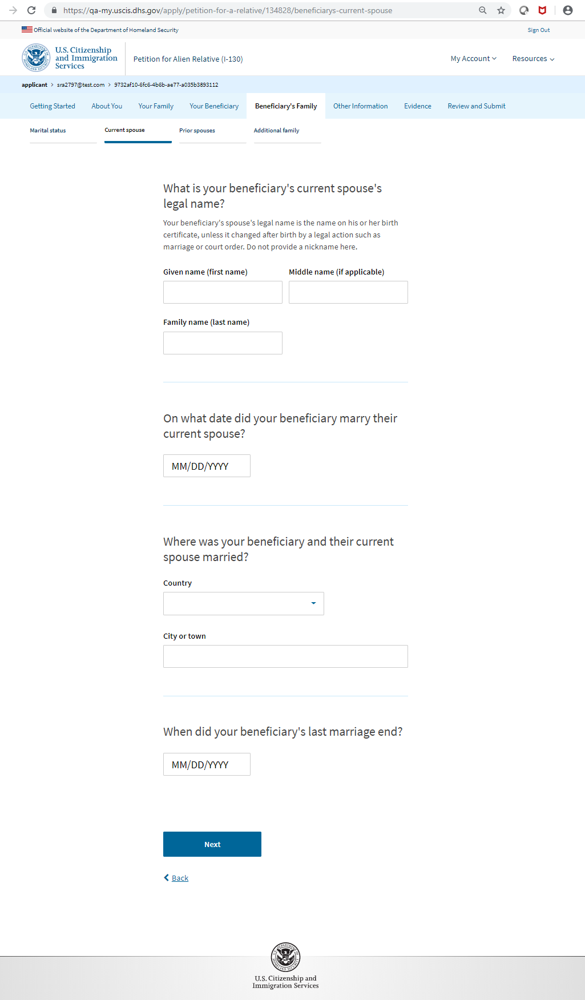 https://qa-my.uscis.dhs.gov/apply/petition-for-a-relative/134828/beneficiarys-current-spouse
Official website of the Department of Homeland Security
Sign Out
U.S. Citizenship
and Immigration
Services
Petition for Alien Relative (I-130)
My Account
Resources
applicant > sra2797@test.com > 9732af10-6fc6-4b6b-ae77-a035b3893112
Getting Started About You Your Family Your Beneficiary Beneficiary's Family Other Information Evidence Review and Submit
Marital status Current spouse Prior spouses Additional family
What is your beneficiary's current spouse's
legal name?
Your beneficiary's spouse's legal name is the name on his or her birth
certificate, unless it changed after birth by a legal action such as
marriage or court order. Do not provide a nickname here.
Given name (first name) Middle name (if applicable)
Family name (last name)
On what date did your beneficiary marry their
current spouse?
MM/DD/YYYY
Where was your beneficiary and their current
spouse married?
Country
City or town
When did your beneficiary's last marriage end?
MM/DD/YYYY
Next
Back
U.S. Citizenship and
Immigration Services